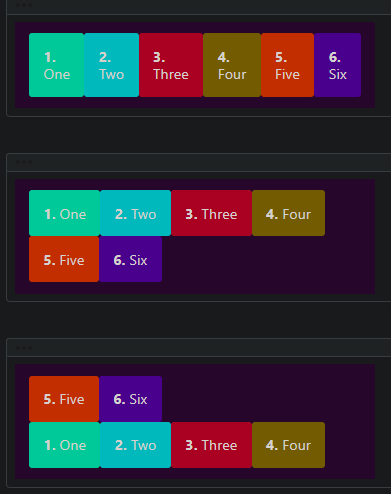 1. 2. 3. 4. 5. 6.
One Two Three Four Five Six
1. One 2. Two 3. Three 4. Four
5. Five 6. Six
5. Five 6. Six
1. One 2. Two 3. Three 4. Four